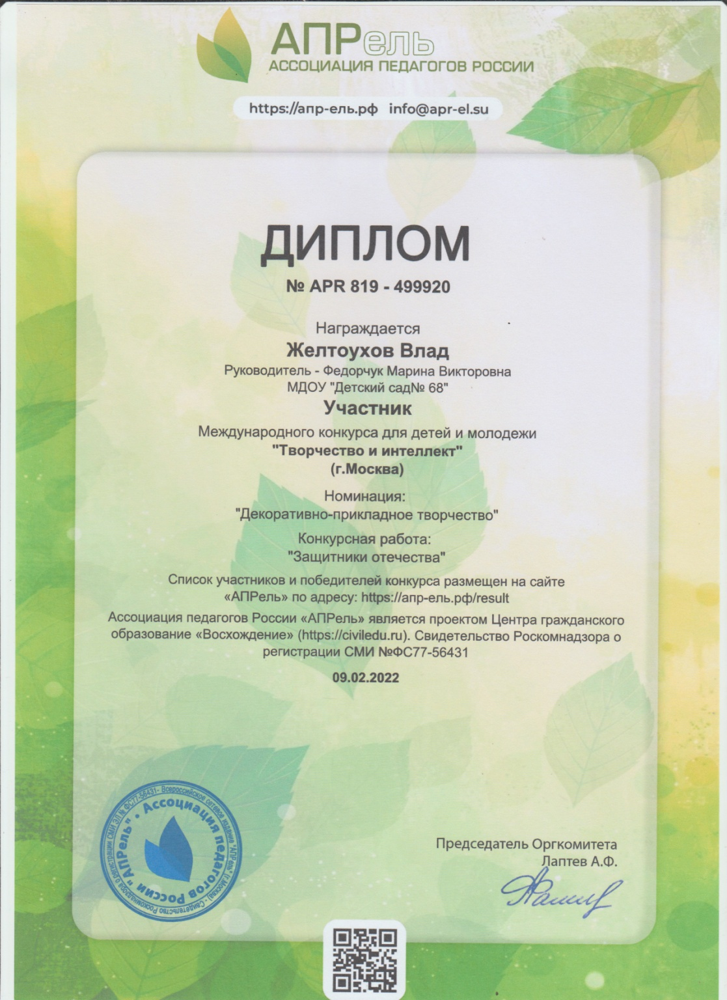 АПРель
АССОЦИАЦИЯ ПЕДАГОГОВ РОССИИ
https://апр-ель.рф info@apr-el.su
ДИПЛОМ
№ APR 819 - 499920
Награждается
Желтоухов Влад
Руководитель - Федорчук Марина Викторовна
МДОУ "Детский сад№ 68"
Участник
Международного конкурса для детей и молодежи
"Творчество и интеллект"
(г.Москва)
Номинация:
"Декоративно-прикладное творчество"
Конкурсная работа:
"Защитники отечества"
Список участников и победителей конкурса размещен на сайте
«АПРель» по адресу: https://апр-ель.рф/result
Ассоциация педагогов России «АПРель» является проектом Центра гражданского
образование «Восхождение» (https://civiledu.ru). Свидетельство Роскомнадзора о
регистрации СМИ №ФС77-56431
09.02.2022
Председатель Оргкомитета
Лаптев А.Ф.
Ассоциация педагогов России "АПРель" •
Свидетельство Роскомнадзора о регистрации СМИ ЭЛ № ФС77-56431- Всероссийское сетевое издание "АПРель" (г.Москва) -